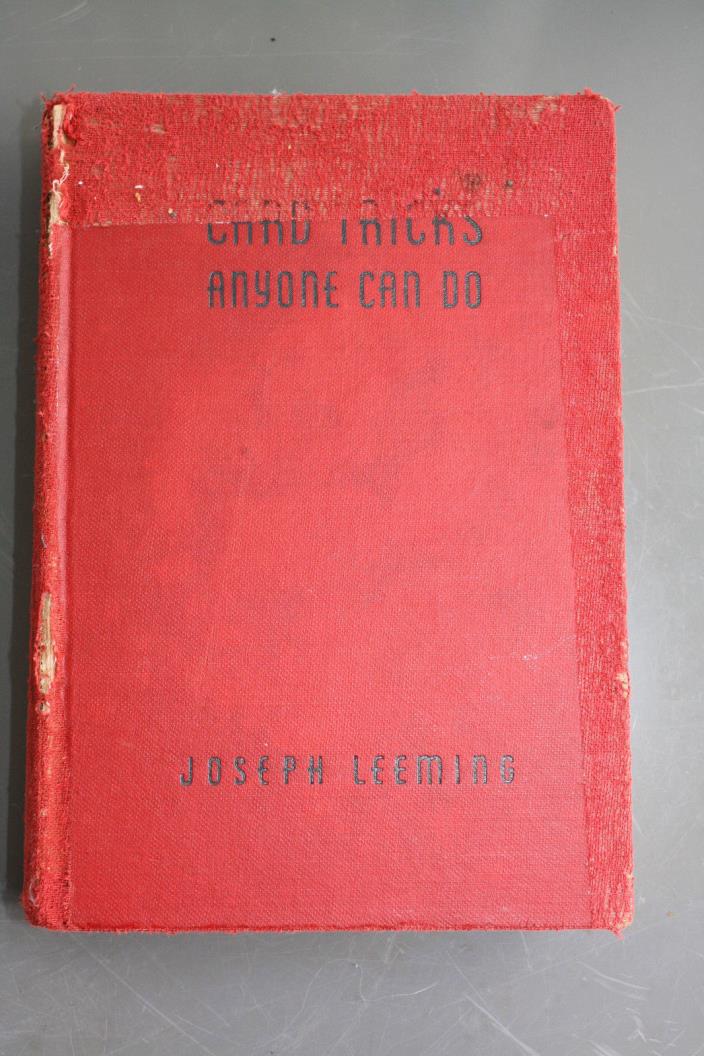 CARD TRICKS
ANYONE CAN DO
JOSEPH LEEMING